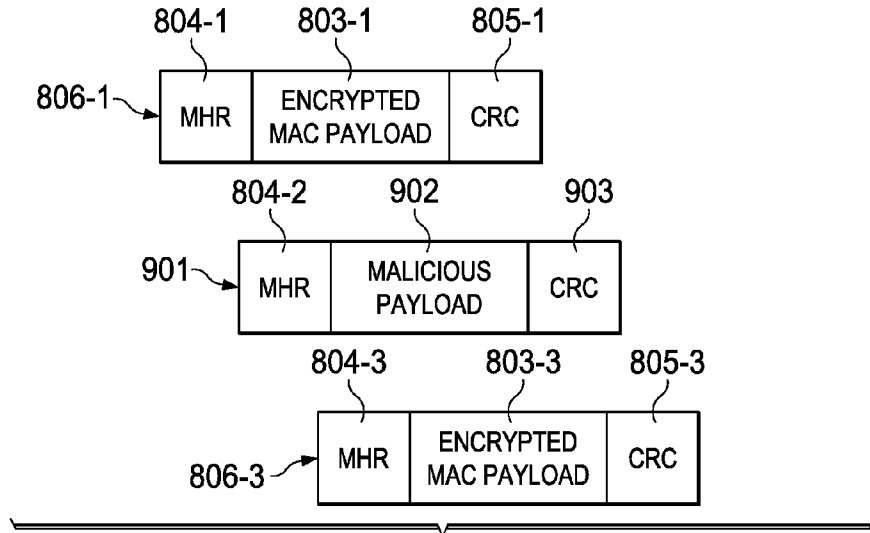 804-1 803-1 805-1
806-1 MHR ENCRYPTED MAC PAYLOAD CRC
804-2 902 903
901 MHR MALICIOUS PAYLOAD CRC
804-3 803-3 805-3
806-3 MHR ENCRYPTED MAC PAYLOAD CRC